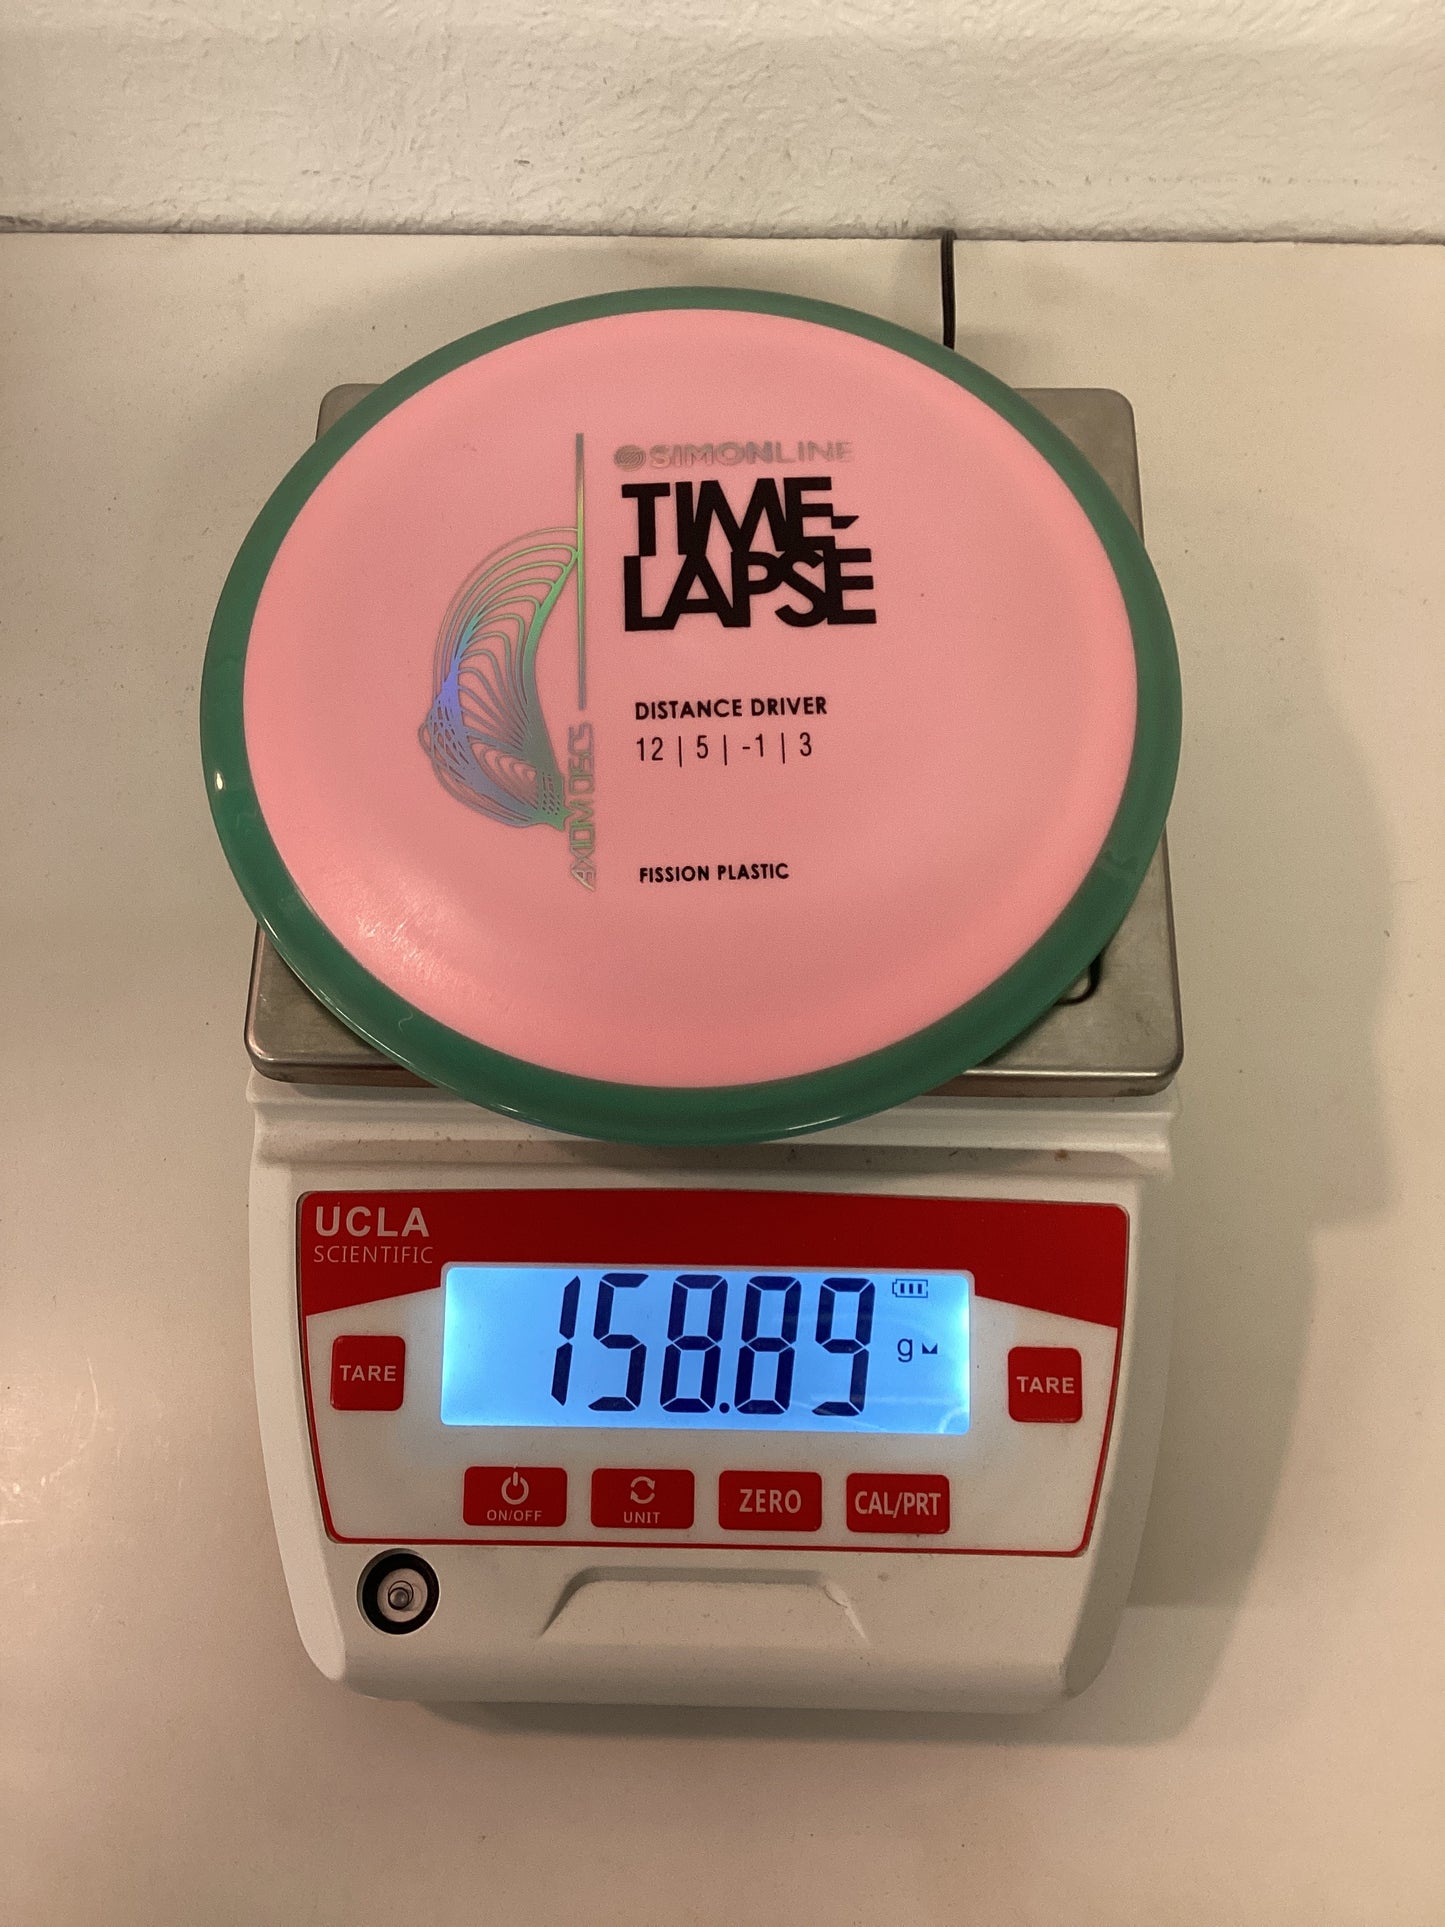 SIMONLINE
TIME-
LAPSE
DISTANCE DRIVER
12 | 5 | -1 | 3
AXIOM DISCS
FISSION PLASTIC
UCLA
SCIENTIFIC
158.89
g
TARE
TARE
ON/OFF
UNIT
ZERO
CAL/PRT